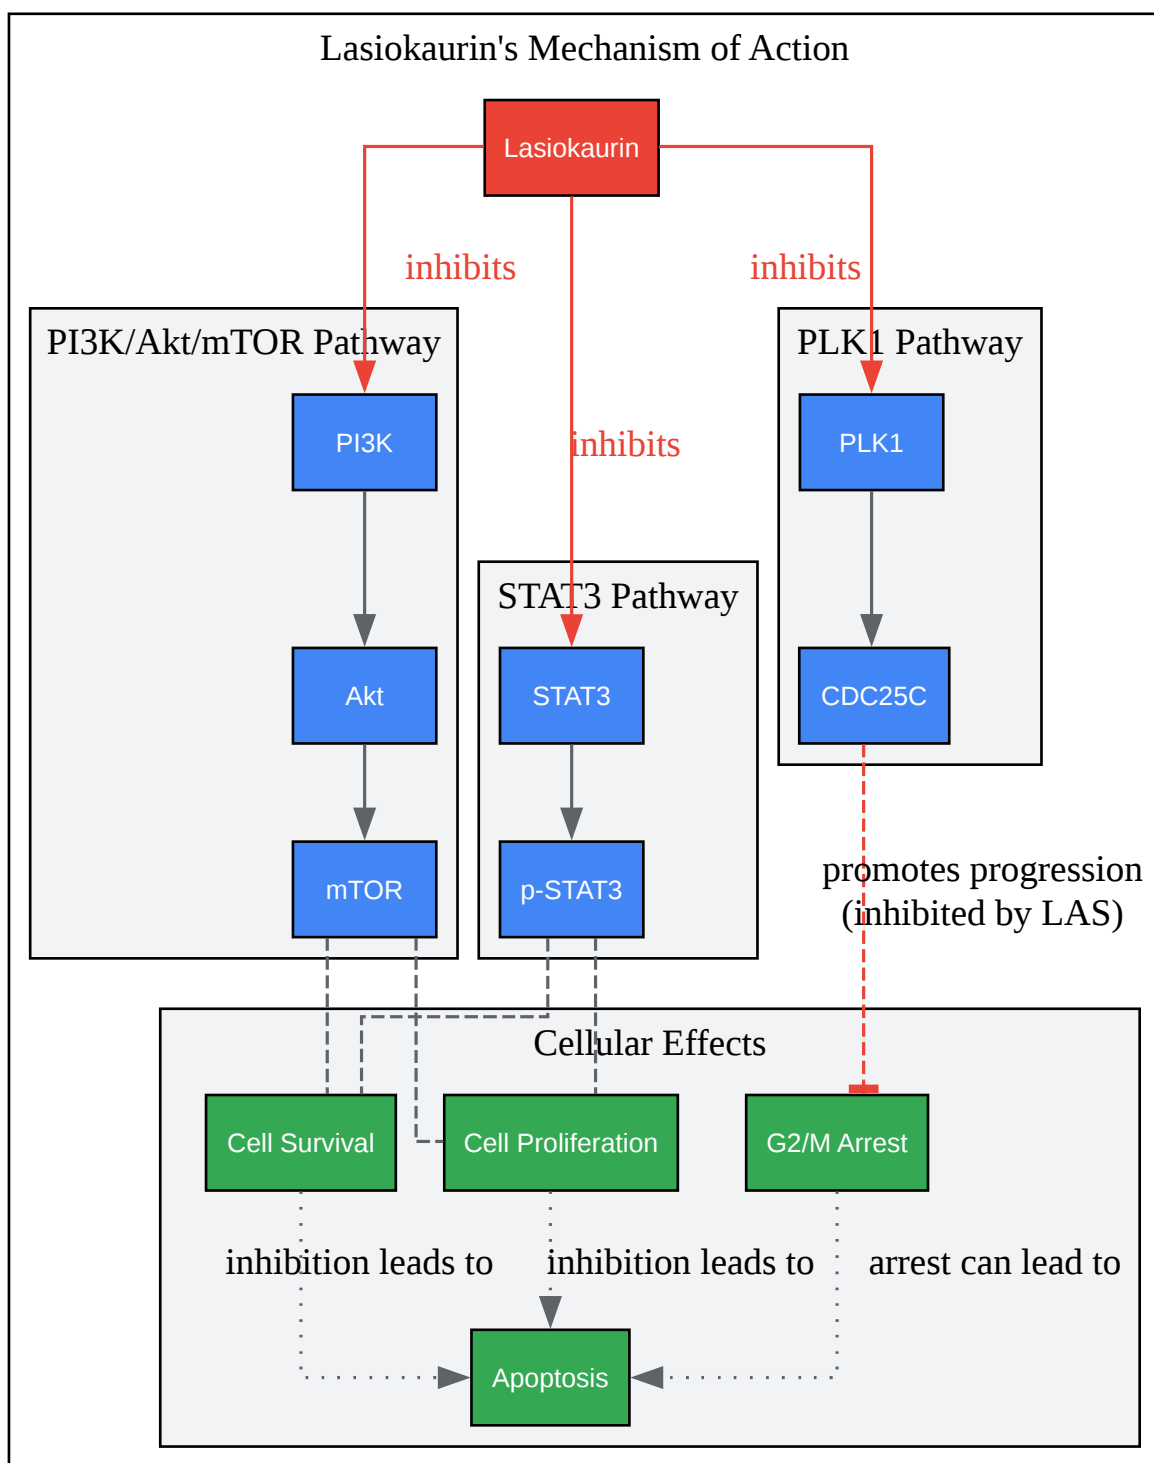 Lasiokaurin's Mechanism of Action
Lasiokaurin
inhibits
inhibits
PI3K/Akt/mTOR Pathway
PLK1 Pathway
PI3K
inhibits
PLK1
STAT3 Pathway
Akt
STAT3
CDC25C
mTOR
p-STAT3
promotes progression
(inhibited by LAS)
Cellular Effects
Cell Survival
Cell Proliferation
G2/M Arrest
inhibition leads to
inhibition leads to
arrest can lead to
Apoptosis